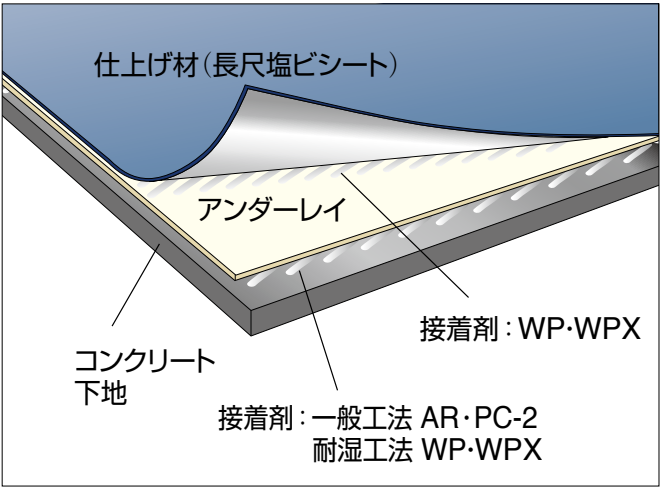 仕上げ材（長尺塩ビシート）
アンダーレイ
接着剤：WP・WPX
コンクリート
下地
接着剤：一般工法 AR・PC-2
耐湿工法 WP・WPX